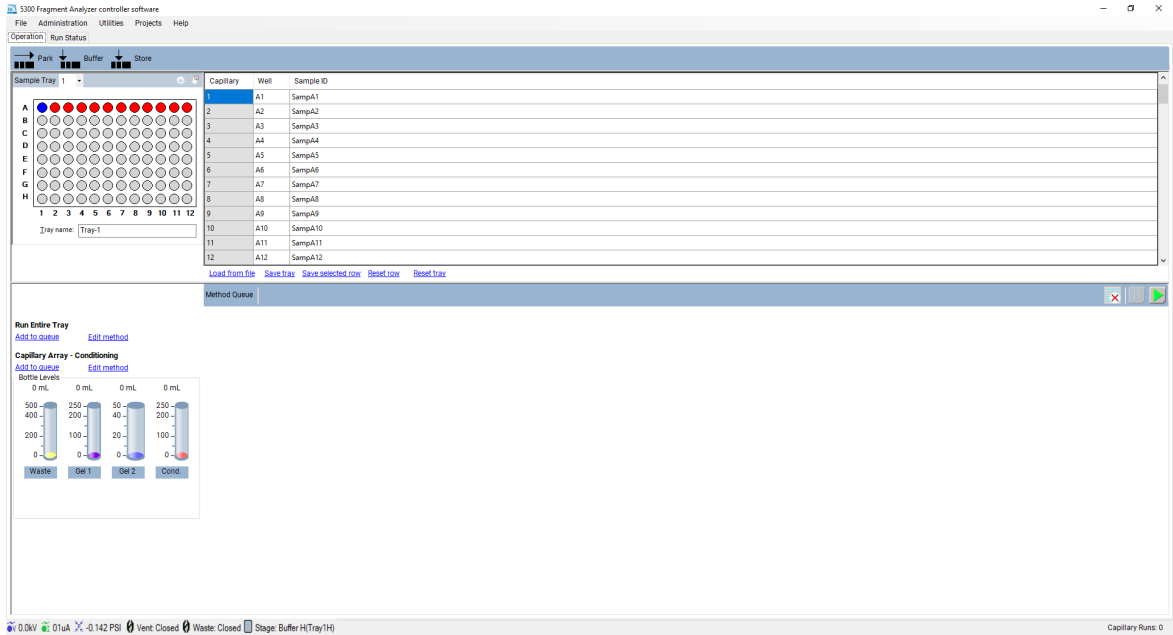 5300 Fragment Analyzer controller software
File Administration Utilities Projects Help
Operation Run Status
Park Buffer Store
Sample Tray 1
A
B
C
D
E
F
G
H
1 2 3 4 5 6 7 8 9 10 11 12
Tray name: Tray-1
Capillary Well Sample ID
1 A1 SampA1
2 A2 SampA2
3 A3 SampA3
4 A4 SampA4
5 A5 SampA5
6 A6 SampA6
7 A7 SampA7
8 A8 SampA8
9 A9 SampA9
10 A10 SampA10
11 A11 SampA11
12 A12 SampA12
Load from file Save tray Save selected row Reset row Reset tray
Method Queue
Run Entire Tray
Add to queue Edit method
Capillary Array - Conditioning
Add to queue Edit method
Bottle Levels
0 mL 0 mL 0 mL 0 mL
500 250 50 250
400 200 40 200
200 100 20 100
0 0 0 0
Waste Gel 1 Gel 2 Cond.
0.0kV 01uA -0.142 PSI Vent: Closed Waste: Closed Stage: Buffer H(Tray1H) Capillary Runs: 0